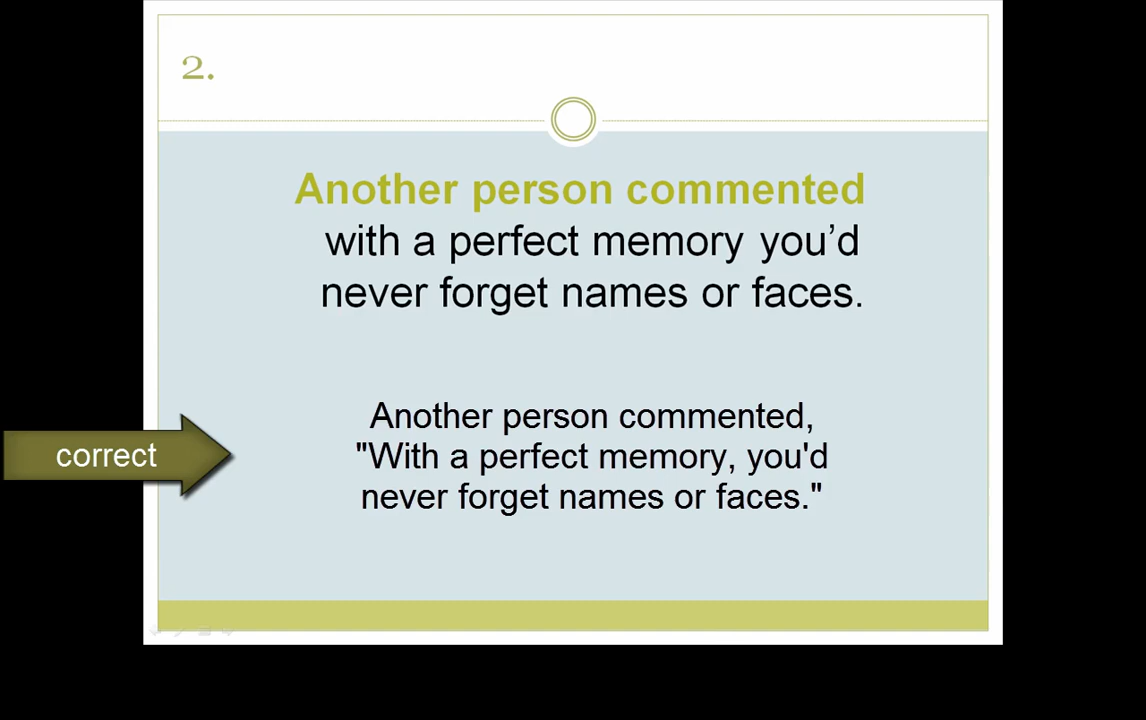 2.
Another person commented
with a perfect memory you’d
never forget names or faces.
correct
Another person commented,
"With a perfect memory, you'd
never forget names or faces."